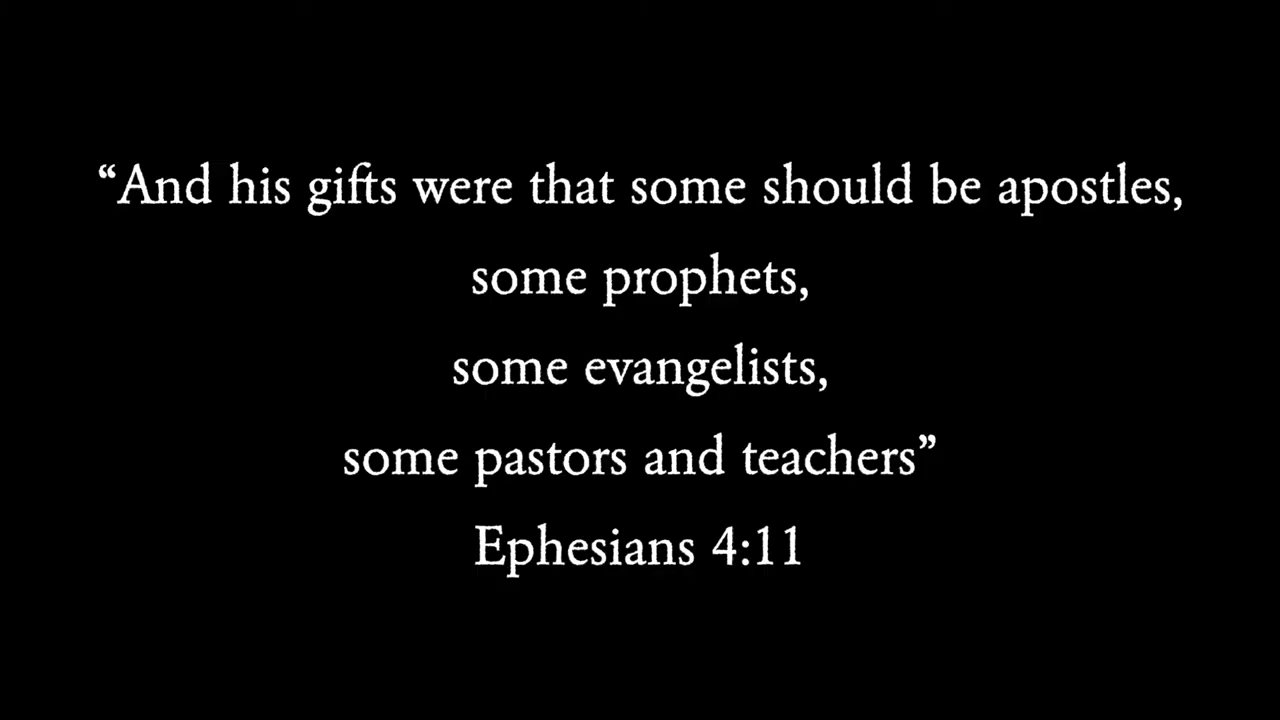 “And his gifts were that some should be apostles,
some prophets,
some evangelists,
some pastors and teachers”
Ephesians 4:11